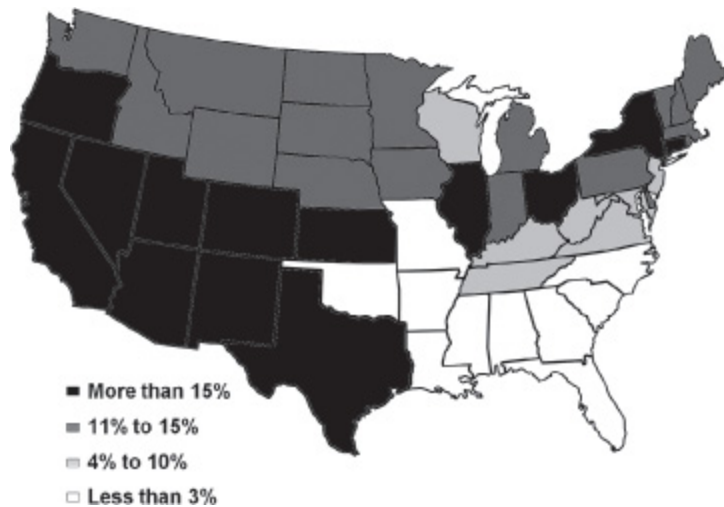 More than 15%
11% to 15%
4% to 10%
Less than 3%